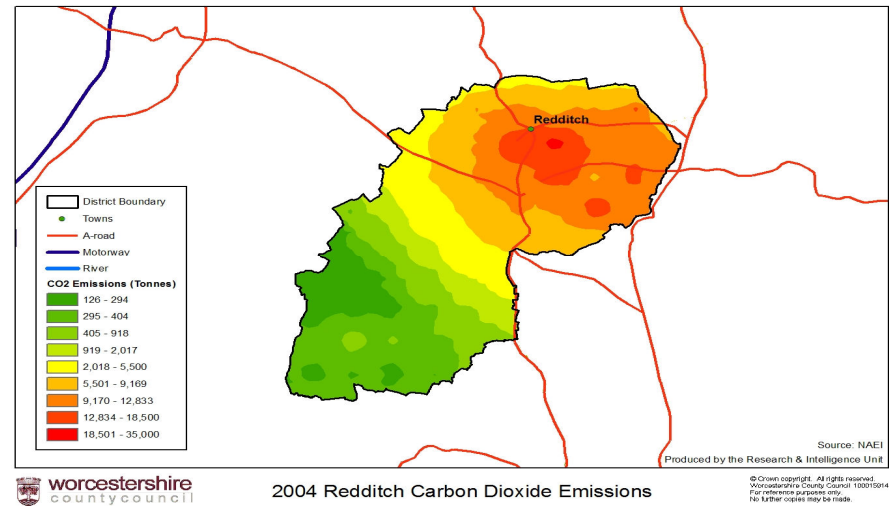 Redditch
District Boundary
Towns
A-road
Motorway
River
CO2 Emissions (Tonnes)
126 - 294
295 - 404
405 - 918
919 - 2,017
2,018 - 5,500
5,501 - 9,169
9,170 - 12,833
12,834 - 18,500
18,501 - 35,000
Source: NAEI
Produced by the Research & Intelligence Unit
worcestershire
countycouncil
2004 Redditch Carbon Dioxide Emissions
© Crown copyright. All rights reserved.
Worcestershire County Council 100015914
For reference purposes only.
No further copies may be made.